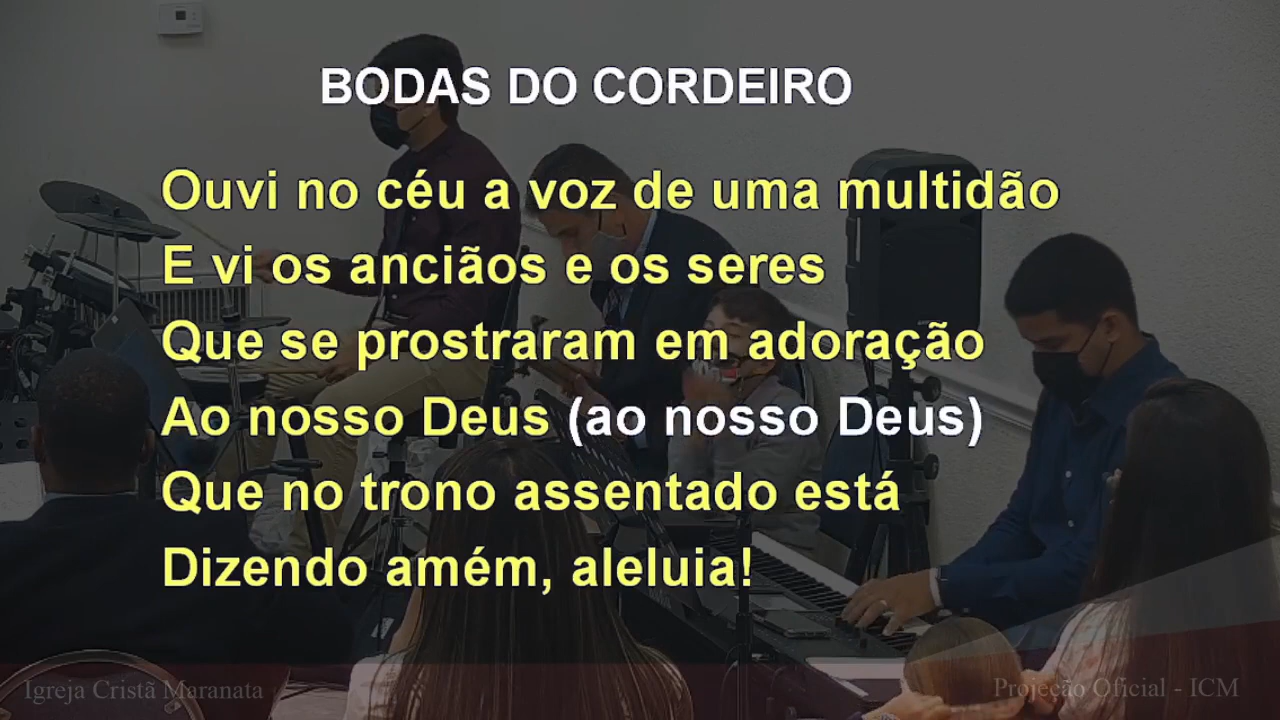 BODAS DO CORDEIRO
Ouvi no céu a voz de uma multidão
E vi os anciãos e os seres
Que se prostraram em adoração
Ao nosso Deus (ao nosso Deus)
Que no trono assentado está
Dizendo amém, aleluia!
Igreja Cristã Maranata
Projeção Oficial - ICM